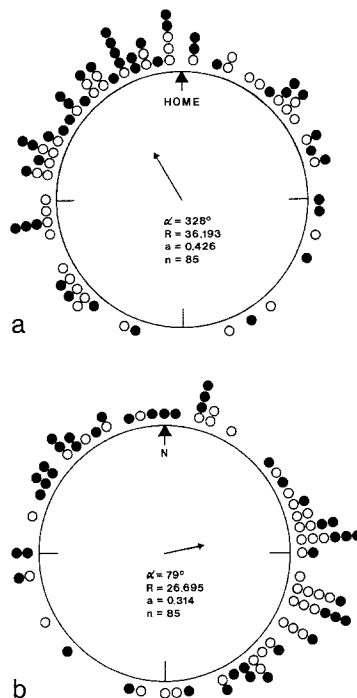 HOME
α = 328°
R = 36,193
a = 0,426
n = 85
a
N
α = 79°
R = 26,695
a = 0,314
n = 85
b